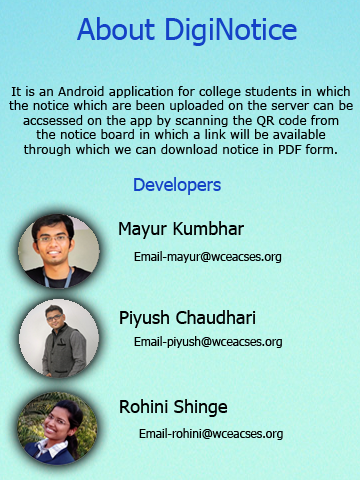 About DigiNotice
It is an Android application for college students in which
the notice which are been uploaded on the server can be
accsessed on the app by scanning the QR code from
the notice board in which a link will be available
through which we can download notice in PDF form.
Developers
Mayur Kumbhar
Email-mayur@wceacses.org
Piyush Chaudhari
Email-piyush@wceacses.org
Rohini Shinge
Email-rohini@wceacses.org